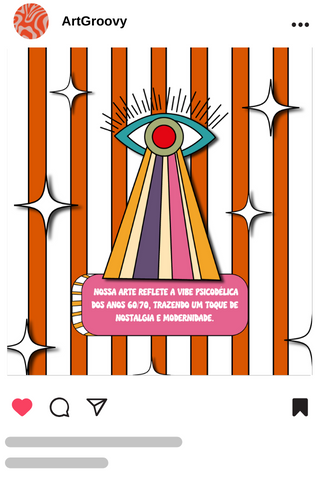 ArtGroovy
NOSSA ARTE REFLETE A VIBE PSICODÉLICA
DOS ANOS 60/70, TRAZENDO UM TOQUE DE
NOSTALGIA E MODERNIDADE.